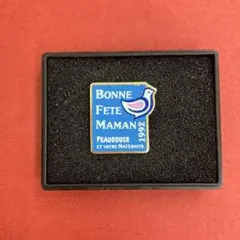 BONNE
FETE
MAMAN
1992
PEAUDOUCE
ET VOTRE MATERNITE